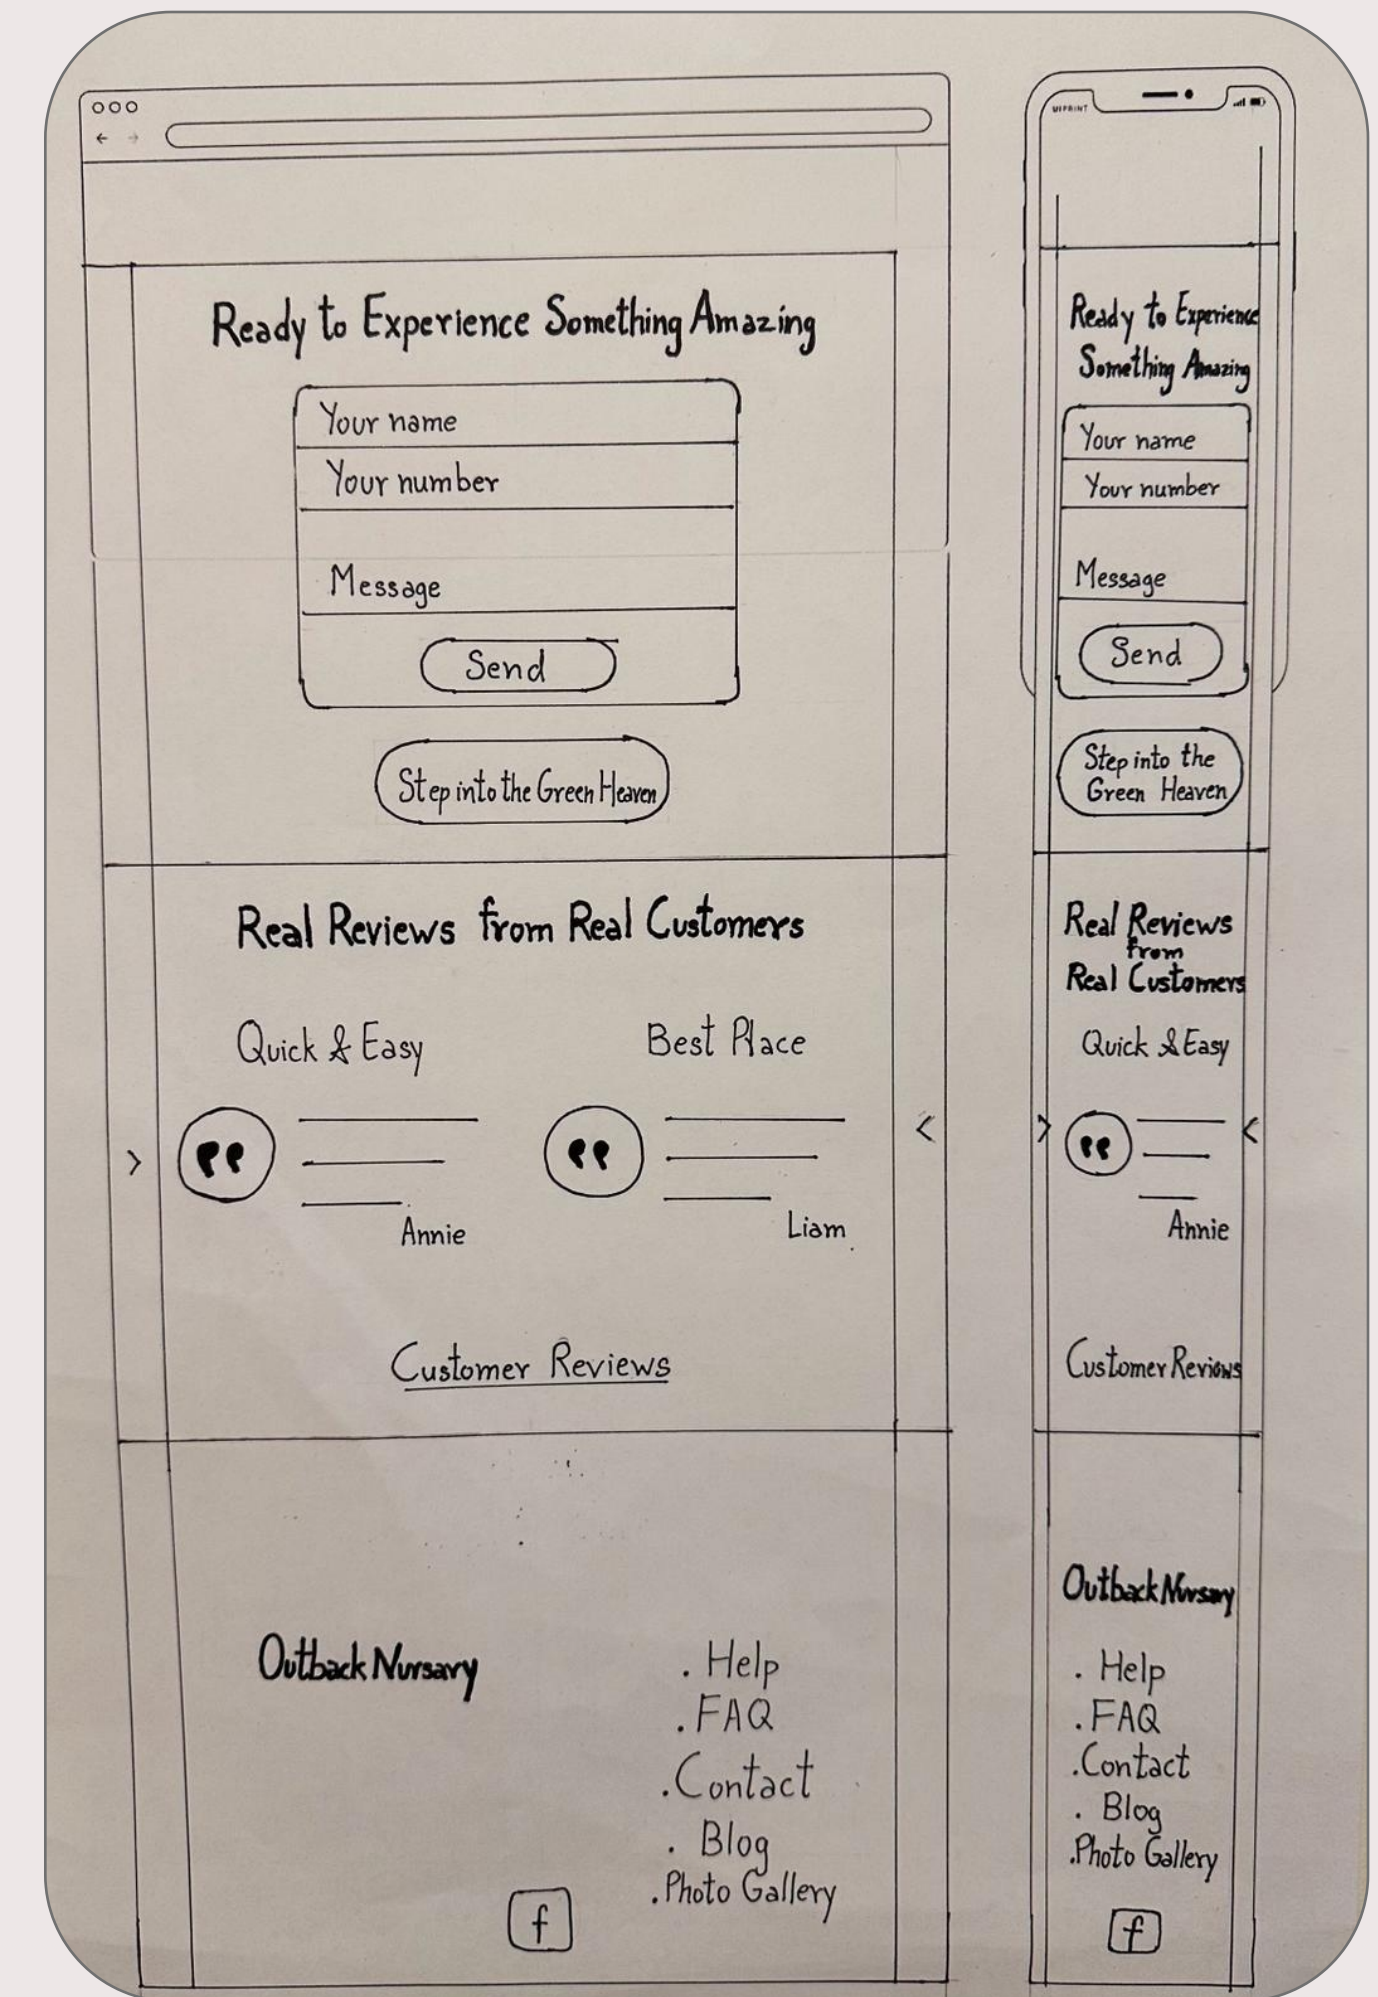 Ready to Experience Something Amazing
Your name
Your number
Message
Send
Step into the Green Heaven
Real Reviews from Real Customers
Quick & Easy
Best Place
Annie
Liam
Customer Reviews
Outback Nursary
. Help
. FAQ
. Contact
. Blog
. Photo Gallery
f
UIPRINT
Ready to Experience
Something Amazing
Your name
Your number
Message
Send
Step into the
Green Heaven
Real Reviews
from
Real Customers
Quick & Easy
Annie
Customer Reviows
Outback Nursary
. Help
. FAQ
. Contact
. Blog
. Photo Gallery
f